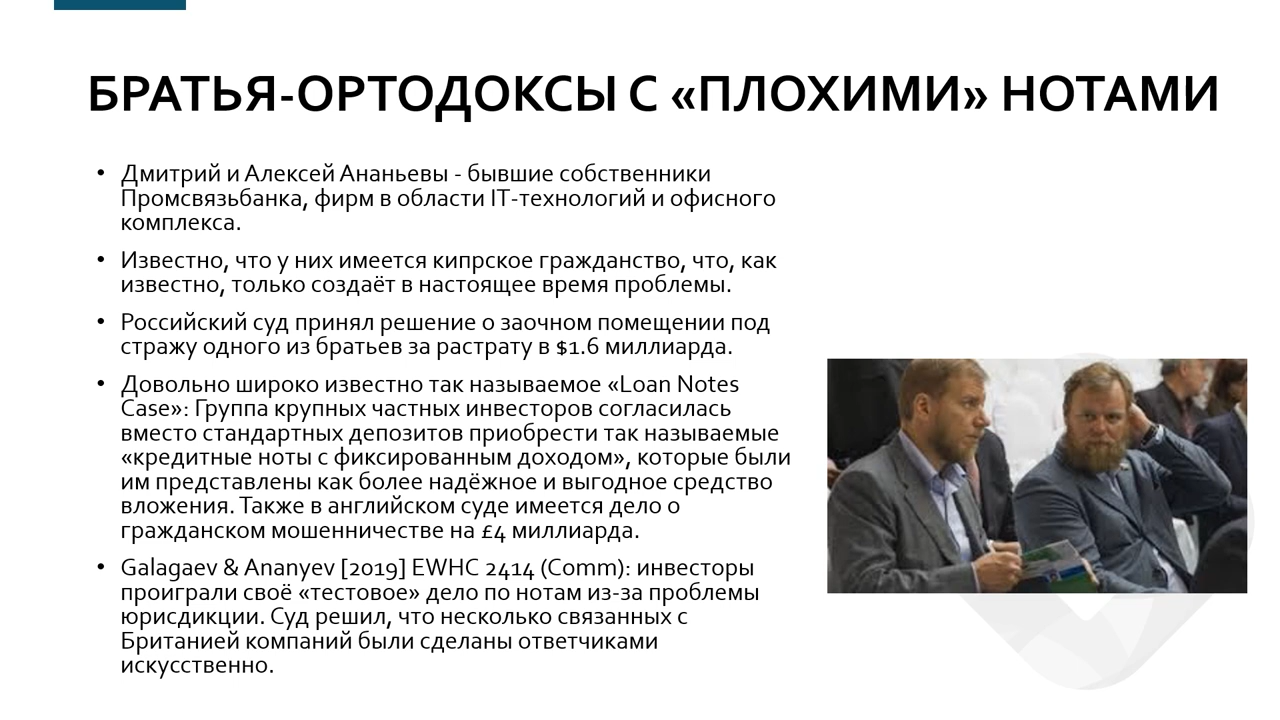 БРАТЬЯ-ОРТОДОКСЫ С «ПЛОХИМИ» НОТАМИ
• Дмитрий и Алексей Ананьевы - бывшие собственники
Промсвязьбанка, фирм в области IT-технологий и офисного
комплекса.
• Известно, что у них имеется кипрское гражданство, что, как
известно, только создаёт в настоящее время проблемы.
• Российский суд принял решение о заочном помещении под
стражу одного из братьев за растрату в $1.6 миллиарда.
• Довольно широко известно так называемое «Loan Notes
Case»: Группа крупных частных инвесторов согласилась
вместо стандартных депозитов приобрести так называемые
«кредитные ноты с фиксированным доходом», которые были
им представлены как более надёжное и выгодное средство
вложения. Также в английском суде имеется дело о
гражданском мошенничестве на £4 миллиарда.
• Galagaev & Ananyev [2019] EWHC 2414 (Comm): инвесторы
проиграли своё «тестовое» дело по нотам из-за проблемы
юрисдикции. Суд решил, что несколько связанных с
Британией компаний были сделаны ответчиками
искусственно.